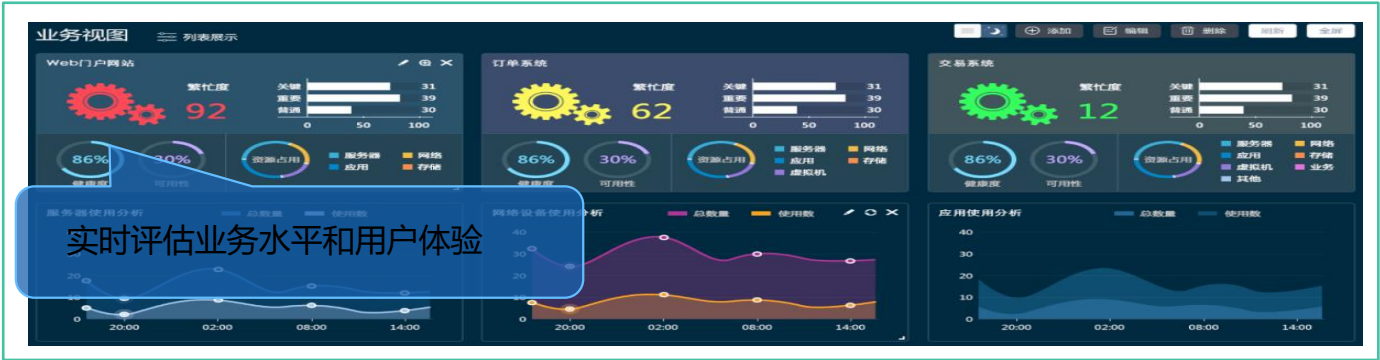 业务视图 列表展示 添加 编辑 删除 刷新 全屏
Web门户网站
繁忙度
92
关键 31
重要 39
普通 30
0 50 100
86%
健康度
30%
可用性
资源占用
服务器 网络
应用 存储
订单系统
繁忙度
62
关键 31
重要 39
普通 30
0 50 100
86%
健康度
30%
可用性
资源占用
服务器 网络
应用 存储
虚拟机
交易系统
繁忙度
12
关键 31
重要 39
普通 30
0 50 100
86%
健康度
30%
可用性
资源占用
服务器 网络
应用 存储
虚拟机 业务
其他
实时评估业务水平和用户体验
服务器使用分析 总数量 使用数
30
20
10
0
20:00 02:00 08:00 14:00
网络设备使用分析 总数量 使用数
40
30
20
10
0
20:00 02:00 08:00 14:00
应用使用分析 总数量 使用数
40
30
20
10
0
20:00 02:00 08:00 14:00